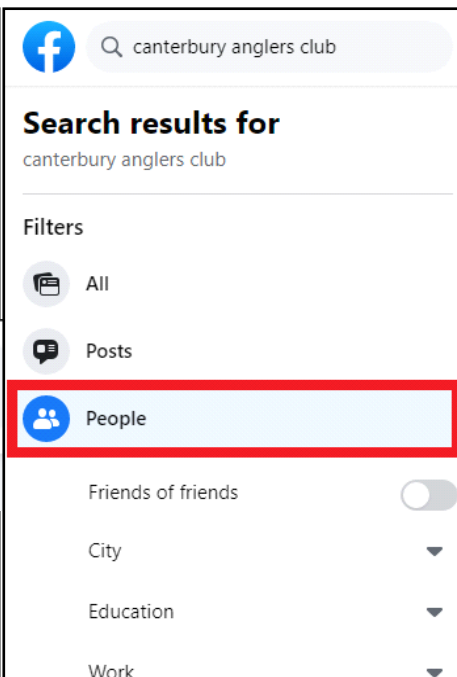 canterbury anglers club
Search results for
canterbury anglers club
Filters
All
Posts
People
Friends of friends
City
Education
Work